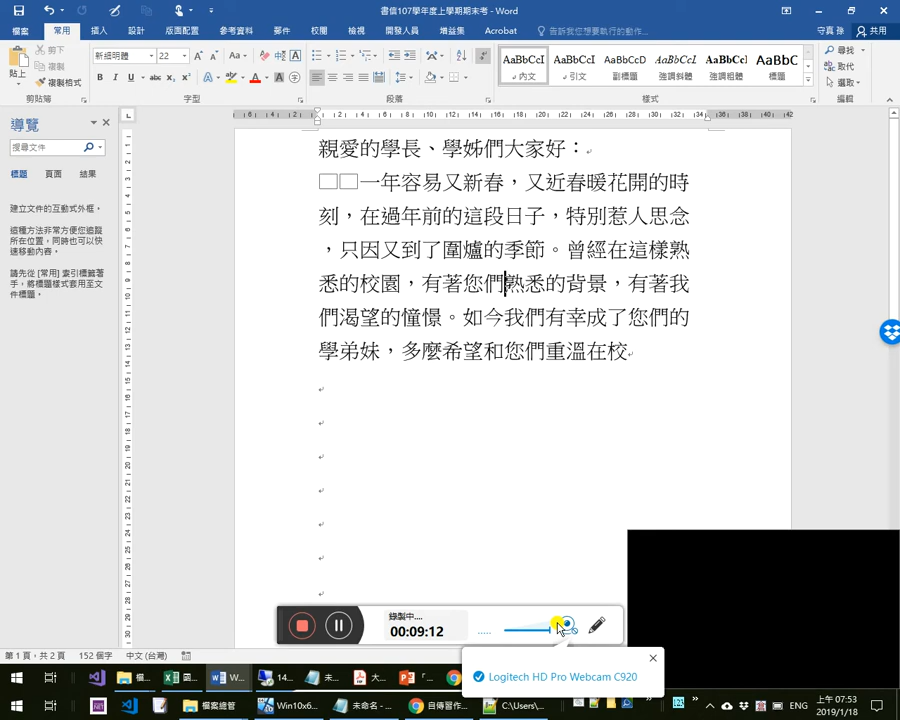 書信107學年度上學期期末考 - Word
檔案 常用 插入 設計 版面配置 參考資料 郵件 校閱 檢視 開發人員 增益集 Acrobat 告訴我您想要執行的動作... 守真 孫 共用
貼上 剪下 複製 複製格式 剪貼簿
新細明體 22 字型
段落
AaBbCcI 內文 AaBbCcI 引文 AaBbCcD 副標題 AaBbCcI 強調斜體 AaBbCcI 強調粗體 AaBbC 標題 樣式
尋找 取代 選取 編輯
導覽
搜尋文件
標題 頁面 結果
建立文件的互動式外框。
這種方法非常方便您追蹤
所在位置，同時也可以快
速移動內容。
請先從 [常用] 索引標籤著
手，將標題樣式套用至文
件標題。
親愛的學長、學姊們大家好：
□□一年容易又新春，又近春暖花開的時
刻，在過年前的這段日子，特別惹人思念
，只因又到了圍爐的季節。曾經在這樣熟
悉的校園，有著您們熟悉的背景，有著我
們渴望的憧憬。如今我們有幸成了您們的
學弟妹，多麼希望和您們重溫在校
錄製中....
00:09:12
Logitech HD Pro Webcam C920
第 1 頁，共 2 頁 152 個字 中文 (台灣)
檔... 圖... W... 14... 未... 大... 期...
檔案總管 Win10x6... 未命名 -... 自傳習作... C:\Users\... ENG
上午 07:53
2019/1/18